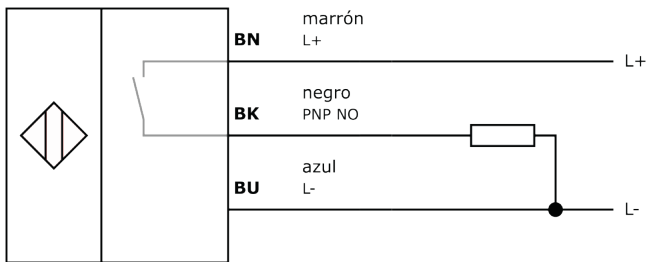 marrón
BN L+
L+
negro
BK PNP NO
azul
BU L-
L-